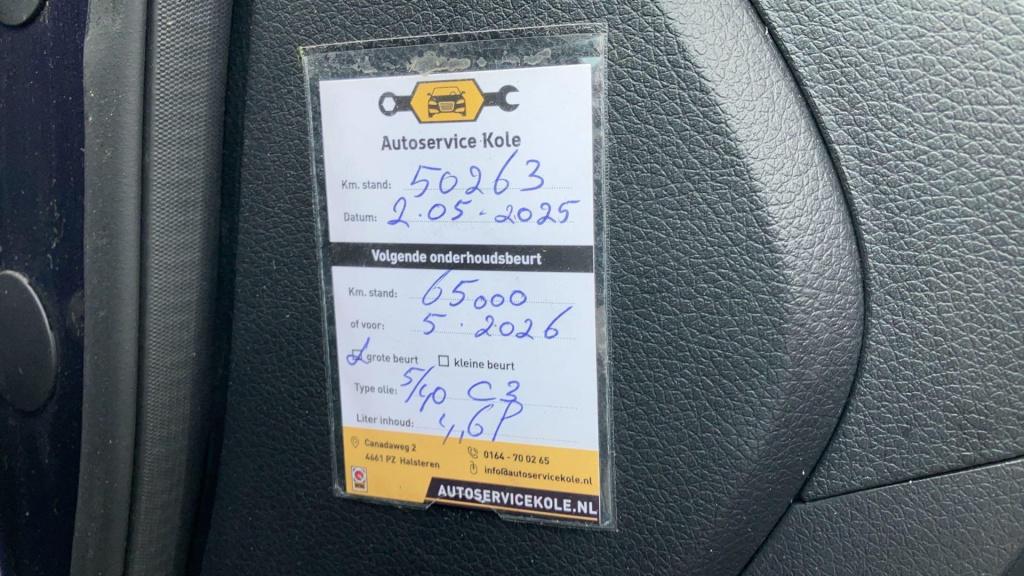 Autoservice Kole
Km. stand: 50263
Datum: 2.05-2025
Volgende onderhoudsbeurt
Km. stand: 65000
of voor: 5.2026
grote beurt kleine beurt
Type olie: 5/40 C3
Liter inhoud: 4,6
Canadaweg 2
4661 PZ Halsteren
0164 - 70 02 65
info@autoservicekole.nl
AUTOSERVICEKOLE.NL